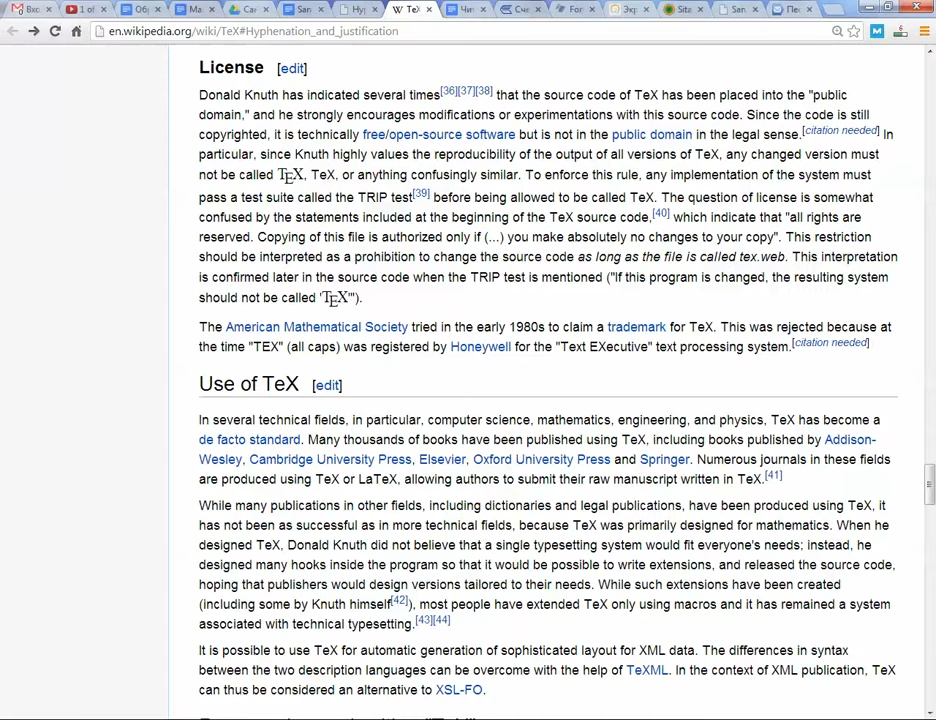 Вхо
1 of
Обр
Ma
Са
San
Hyp
W TeX
Чит
Сче
For
Экр
Sita
San
Пес
en.wikipedia.org/wiki/TeX#Hyphenation_and_justification
License [edit]
Donald Knuth has indicated several times[36][37][38] that the source code of TeX has been placed into the "public
domain," and he strongly encourages modifications or experimentations with this source code. Since the code is still
copyrighted, it is technically free/open-source software but is not in the public domain in the legal sense.[citation needed] In
particular, since Knuth highly values the reproducibility of the output of all versions of TeX, any changed version must
not be called TEX, TeX, or anything confusingly similar. To enforce this rule, any implementation of the system must
pass a test suite called the TRIP test[39] before being allowed to be called TeX. The question of license is somewhat
confused by the statements included at the beginning of the TeX source code,[40] which indicate that "all rights are
reserved. Copying of this file is authorized only if (...) you make absolutely no changes to your copy". This restriction
should be interpreted as a prohibition to change the source code as long as the file is called tex.web. This interpretation
is confirmed later in the source code when the TRIP test is mentioned ("If this program is changed, the resulting system
should not be called 'TEX'").
The American Mathematical Society tried in the early 1980s to claim a trademark for TeX. This was rejected because at
the time "TEX" (all caps) was registered by Honeywell for the "Text EXecutive" text processing system.[citation needed]
Use of TeX [edit]
In several technical fields, in particular, computer science, mathematics, engineering, and physics, TeX has become a
de facto standard. Many thousands of books have been published using TeX, including books published by Addison-
Wesley, Cambridge University Press, Elsevier, Oxford University Press and Springer. Numerous journals in these fields
are produced using TeX or LaTeX, allowing authors to submit their raw manuscript written in TeX.[41]
While many publications in other fields, including dictionaries and legal publications, have been produced using TeX, it
has not been as successful as in more technical fields, because TeX was primarily designed for mathematics. When he
designed TeX, Donald Knuth did not believe that a single typesetting system would fit everyone's needs; instead, he
designed many hooks inside the program so that it would be possible to write extensions, and released the source code,
hoping that publishers would design versions tailored to their needs. While such extensions have been created
(including some by Knuth himself[42]), most people have extended TeX only using macros and it has remained a system
associated with technical typesetting.[43][44]
It is possible to use TeX for automatic generation of sophisticated layout for XML data. The differences in syntax
between the two description languages can be overcome with the help of TeXML. In the context of XML publication, TeX
can thus be considered an alternative to XSL-FO.